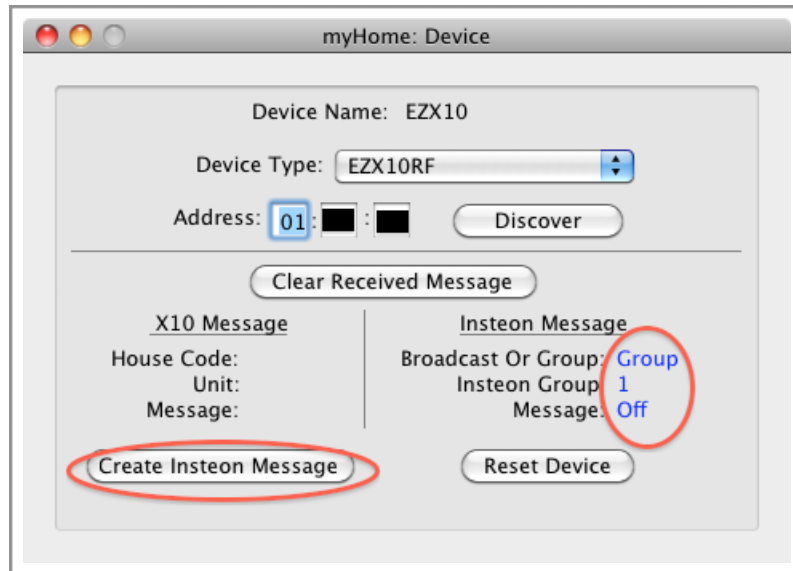 myHome: Device
Device Name: EZX10
Device Type: EZX10RF
Address: 01 : :
Discover
Clear Received Message
X10 Message
House Code:
Unit:
Message:
Insteon Message
Broadcast Or Group: Group
Insteon Group 1
Message: Off
Create Insteon Message
Reset Device